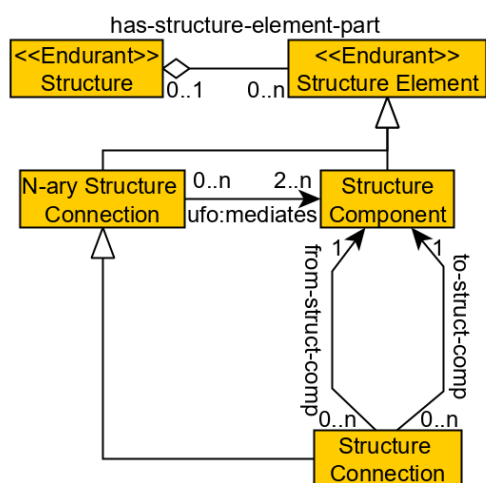 has-structure-element-part
<<Endurant>>
Structure
0..1
0..n
<<Endurant>>
Structure Element
N-ary Structure
Connection
0..n
2..n
ufo:mediates
Structure
Component
1
1
from-struct-comp
to-struct-comp
0..n
0..n
Structure
Connection